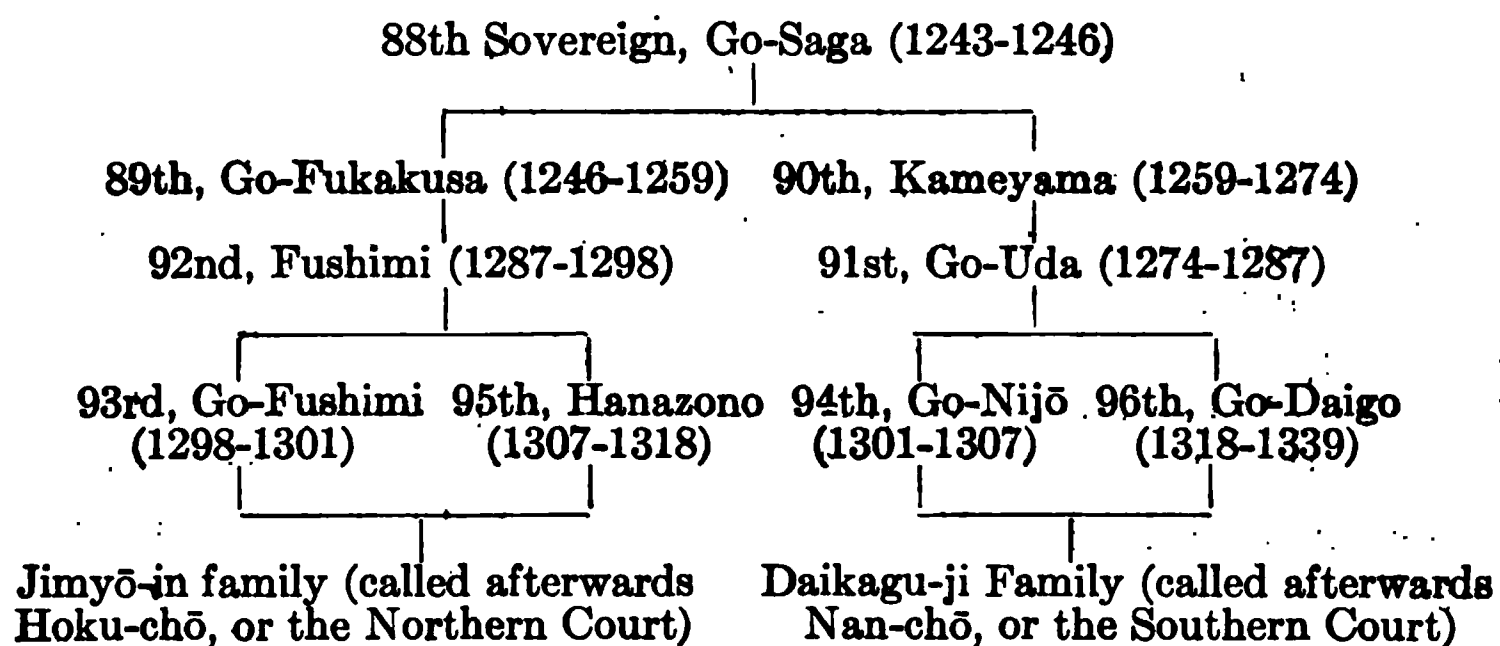 88th Sovereign, Go-Saga (1243-1246)
89th, Go-Fukakusa (1246-1259) 90th, Kameyama (1259-1274)
92nd, Fushimi (1287-1298) 91st, Go-Uda (1274-1287)
93rd, Go-Fushimi 95th, Hanazono 94th, Go-Nijō 96th, Go-Daigo
(1298-1301) (1307-1318) (1301-1307) (1318-1339)
Jimyō-in family (called afterwards Daikagu-ji Family (called afterwards
Hoku-chō, or the Northern Court) Nan-chō, or the Southern Court)